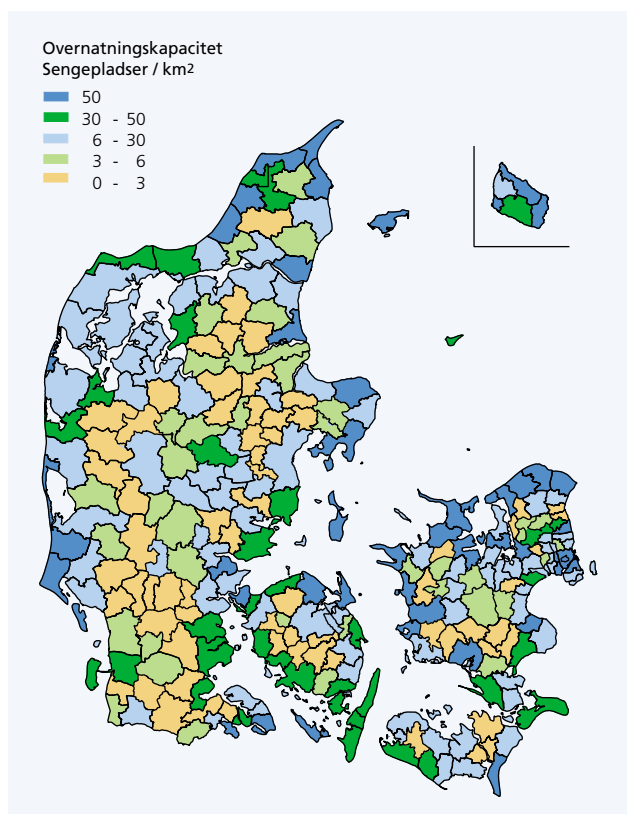 Overnatningskapacitet
Sengepladser / km2
50
30 - 50
6 - 30
3 - 6
0 - 3